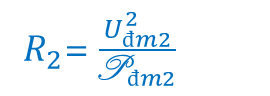 R₂ = U²đm2 / 𝒫đm2